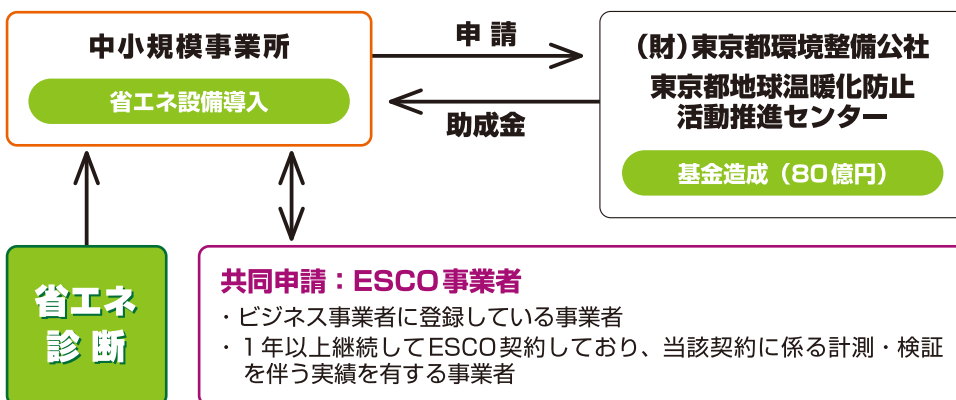 中小規模事業所
省エネ設備導入
申 請
助成金
（財）東京都環境整備公社
東京都地球温暖化防止
活動推進センター
基金造成（80億円）
省エネ
診 断
共同申請：ESCO事業者
・ビジネス事業者に登録している事業者
・１年以上継続してESCO契約しており、当該契約に係る計測・検証
を伴う実績を有する事業者